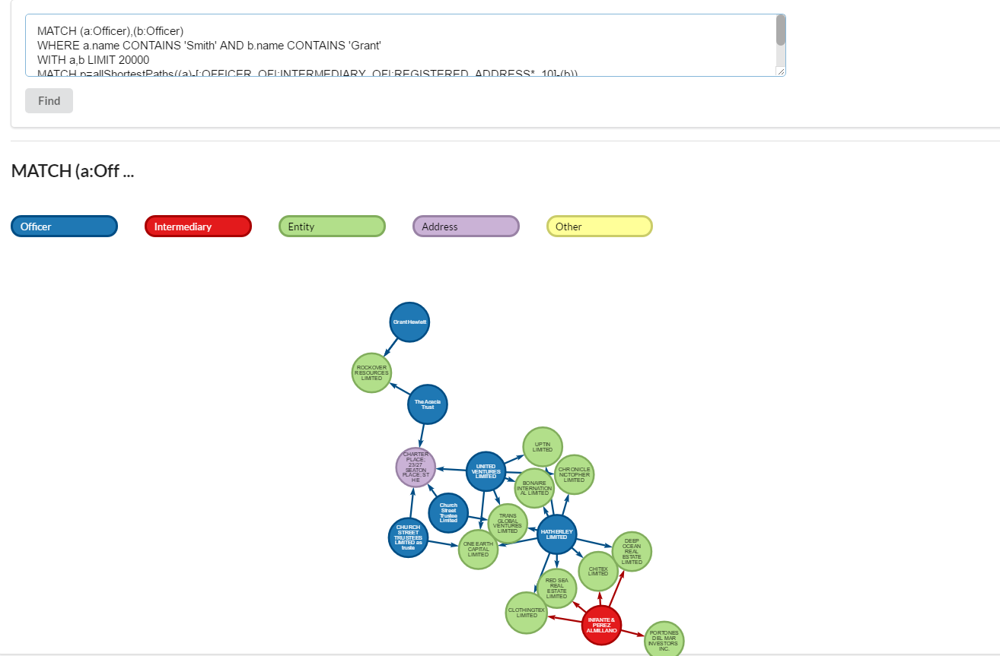 MATCH (a:Officer),(b:Officer)
WHERE a.name CONTAINS 'Smith' AND b.name CONTAINS 'Grant'
WITH a,b LIMIT 20000
MATCH p=allShortestPaths((a)-[:OFFICER_OF|:INTERMEDIARY_OF|:REGISTERED_ADDRESS*..10]-(b))
Find
MATCH (a:Off ...
Officer
Intermediary
Entity
Address
Other
Grant Hewlett
ROCKOVER
RESOURCES
LIMITED
The Acacia
Trust
CHARTER
PLACE;
23/27
SEATON
PLACE; ST
HE
UNITED
VENTURES
LIMITED
UPTIN
LIMITED
CHRONICLE
NICTOPHER
LIMITED
BONAIRE
INTERNATION
AL LIMITED
Church
Street
Trustee
Limited
TRANS
GLOBAL
VENTURES
LIMITED
CHURCH
STREET
TRUSTEES
LIMITED as
truste
HATHERLEY
LIMITED
ONE EARTH
CAPITAL
LIMITED
DEEP
OCEAN
REAL
ESTATE
LIMITED
CHITEX
LIMITED
RED SEA
REAL
ESTATE
LIMITED
CLOTHINGTEX
LIMITED
INFANTE &
PEREZ
ALMILLANO
PORTONES
DEL MAR
INVESTORS
INC.